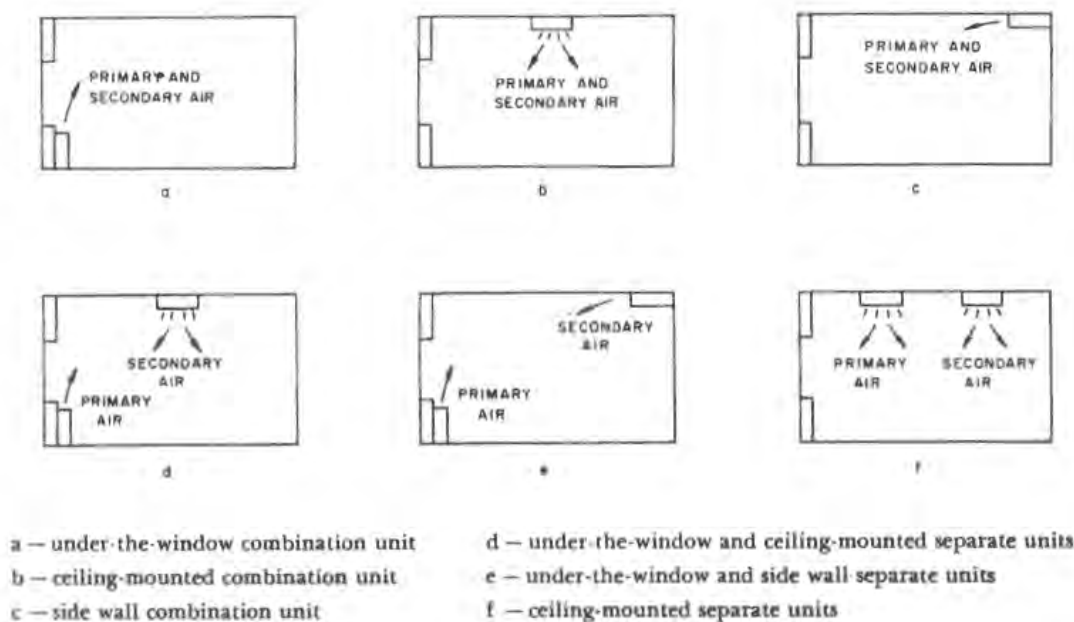 PRIMARY AND
SECONDARY AIR
a
PRIMARY AND
SECONDARY AIR
b
PRIMARY AND
SECONDARY AIR
c
SECONDARY
AIR
PRIMARY
AIR
d
SECONDARY
AIR
PRIMARY
AIR
e
PRIMARY
AIR
SECONDARY
AIR
f
a — under-the-window combination unit
b — ceiling-mounted combination unit
c — side wall combination unit
d — under-the-window and ceiling-mounted separate units
e — under-the-window and side wall separate units
f — ceiling-mounted separate units